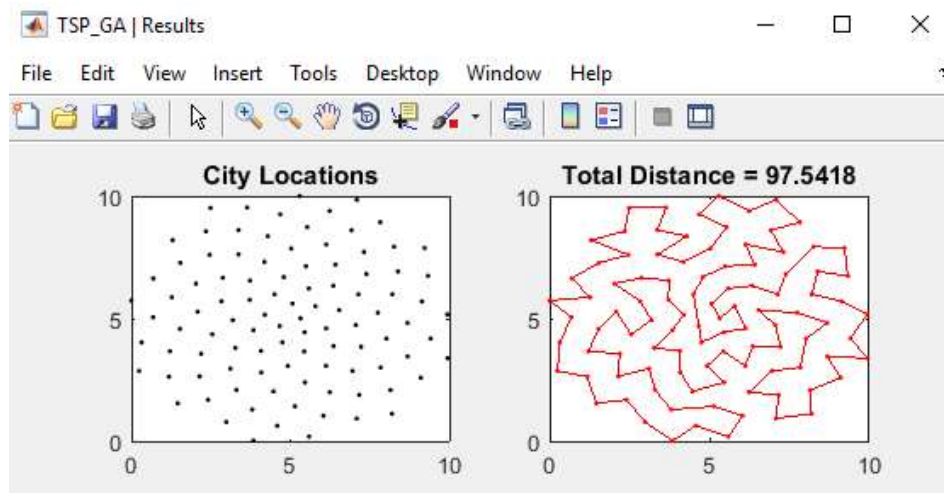 TSP_GA | Results
File Edit View Insert Tools Desktop Window Help
City Locations
Total Distance = 97.5418
10
5
0
0 5 10
10
5
0
0 5 10